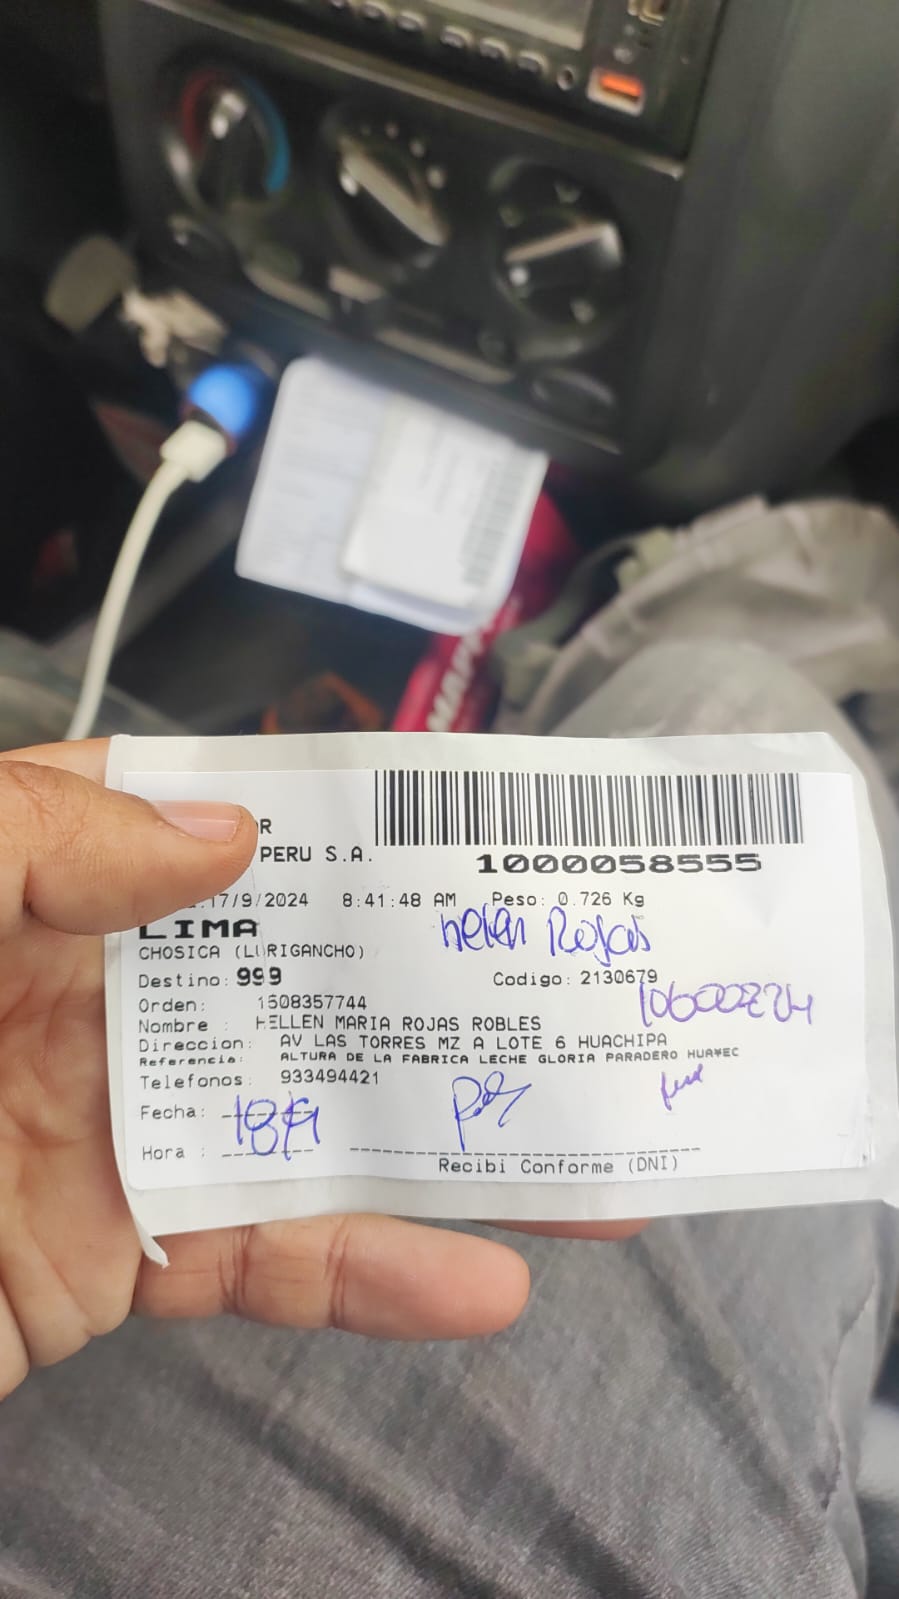 PERU S.A.
1000058555
17/9/2024 8:41:48 AM Peso: 0.726 Kg
LIMA
helen Rojas
CHOSICA (LURIGANCHO)
Destino: 999 Codigo: 2130679
Orden: 1508357744
Nombre : HELLEN MARIA ROJAS ROBLES
Direccion: AV LAS TORRES MZ A LOTE 6 HUACHIPA
Referencia: ALTURA DE LA FABRICA LECHE GLORIA PARADERO HUAYEC
Telefonos: 933494421
Fecha: 18/9
Hora :
Recibi Conforme (DNI)